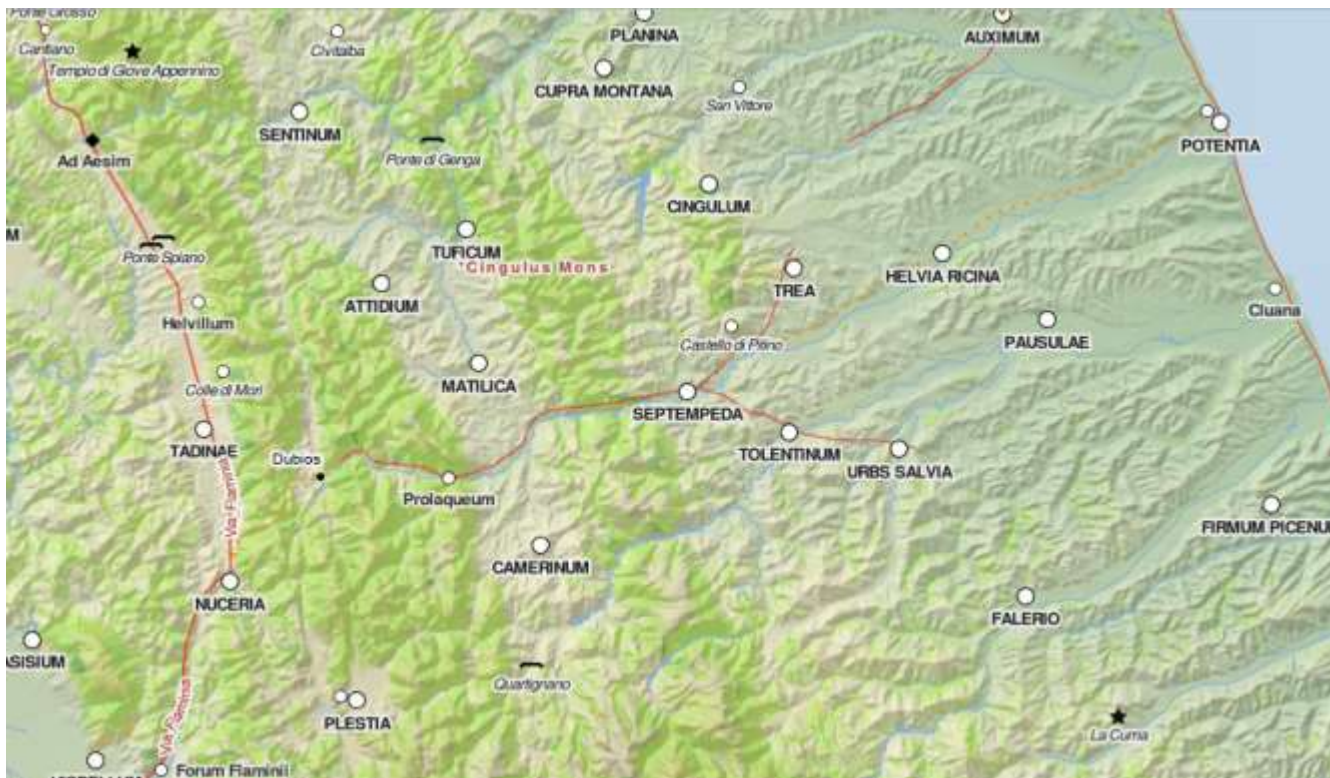 Ponte Grosso
PLANINA
AUXIMUM
Cantiano
Civitalba
Tempio di Giove Appennino
CUPRA MONTANA
San Vittore
SENTINUM
POTENTIA
Ad Aesim
Ponte di Genga
CINGULUM
M
TUFICUM
Ponte Spiano
Cingulus Mons
HELVIA RICINA
TREA
ATTIDIUM
Helvillum
Cluana
Castello di Pitino
PAUSULAE
MATILICA
Colle di Mori
SEPTEMPEDA
TADINAE
TOLENTINUM
Dubios
URBS SALVIA
Via Flaminia
Prolaqueum
FIRMUM PICENU
CAMERINUM
NUCERIA
FALERIO
ASISIUM
Quartignano
Via Flaminia
PLESTIA
La Cuma
Forum Flaminii